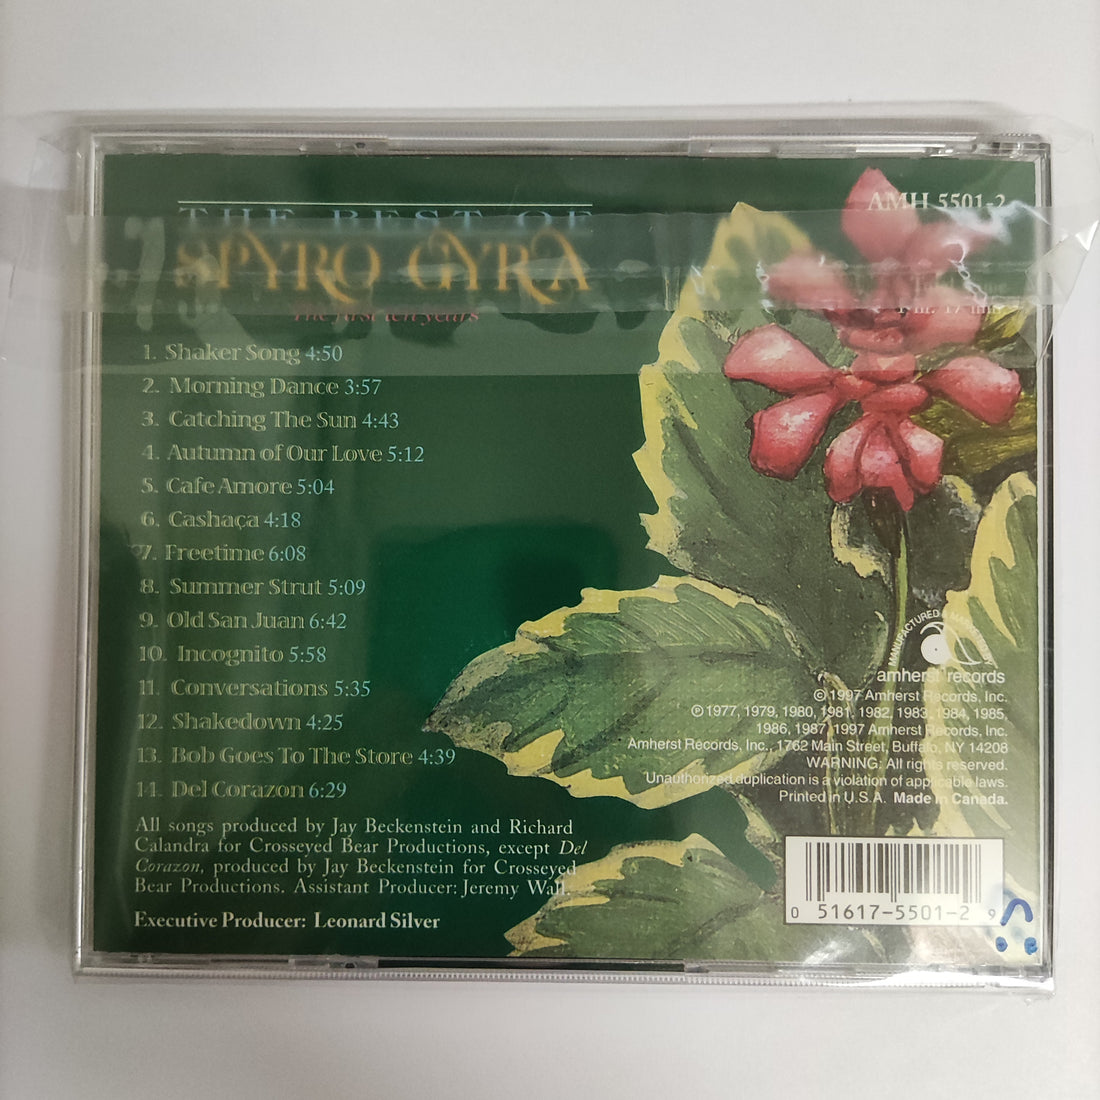 THE BEST OF
SPYRO GYRA
The first ten years
AMH 5501-2
1. Shaker Song 4:50
2. Morning Dance 3:57
3. Catching The Sun 4:43
4. Autumn of Our Love 5:12
5. Cafe Amore 5:04
6. Cashaça 4:18
7. Freetime 6:08
8. Summer Strut 5:09
9. Old San Juan 6:42
10. Incognito 5:58
11. Conversations 5:35
12. Shakedown 4:25
13. Bob Goes To The Store 4:39
14. Del Corazon 6:29
All songs produced by Jay Beckenstein and Richard
Calandra for Crosseyed Bear Productions, except Del
Corazon, produced by Jay Beckenstein for Crosseyed
Bear Productions. Assistant Producer: Jeremy Wall.
Executive Producer: Leonard Silver
MANUFACTURED & MARKETED
amherst records
© 1997 Amherst Records, Inc.
℗ 1977, 1979, 1980, 1981, 1982, 1983, 1984, 1985,
1986, 1987, 1997 Amherst Records, Inc.
Amherst Records, Inc., 1762 Main Street, Buffalo, NY 14208
WARNING: All rights reserved.
Unauthorized duplication is a violation of applicable laws.
Printed in U.S.A. Made in Canada.
0 51617-5501-2 9